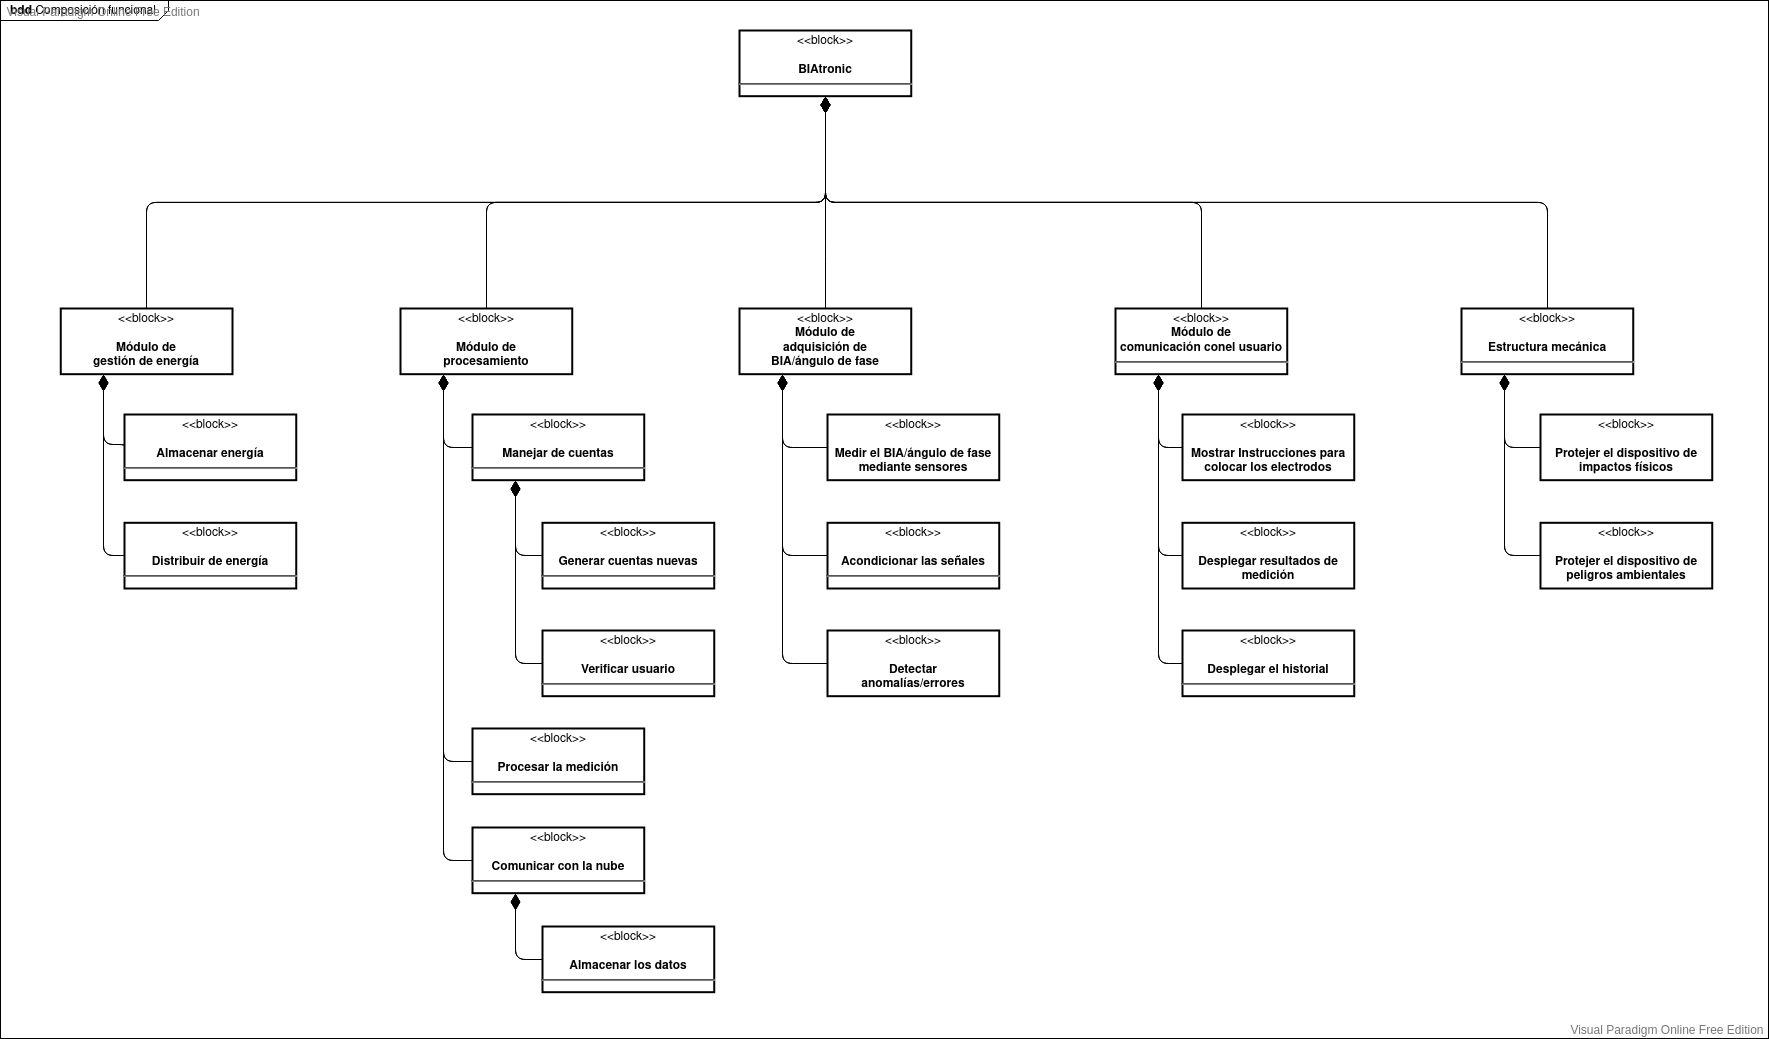 bdd Composición funcional
Visual Paradigm Online Free Edition
<<block>>
BIAtronic
<<block>>
Módulo de
gestión de energía
<<block>>
Módulo de
procesamiento
<<block>>
Módulo de
adquisición de
BIA/ángulo de fase
<<block>>
Módulo de
comunicación conel usuario
<<block>>
Estructura mecánica
<<block>>
Almacenar energía
<<block>>
Distribuir de energía
<<block>>
Manejar de cuentas
<<block>>
Generar cuentas nuevas
<<block>>
Verificar usuario
<<block>>
Procesar la medición
<<block>>
Comunicar con la nube
<<block>>
Almacenar los datos
<<block>>
Medir el BIA/ángulo de fase
mediante sensores
<<block>>
Acondicionar las señales
<<block>>
Detectar
anomalías/errores
<<block>>
Mostrar Instrucciones para
colocar los electrodos
<<block>>
Desplegar resultados de
medición
<<block>>
Desplegar el historial
<<block>>
Protejer el dispositivo de
impactos físicos
<<block>>
Protejer el dispositivo de
peligros ambientales
Visual Paradigm Online Free Edition